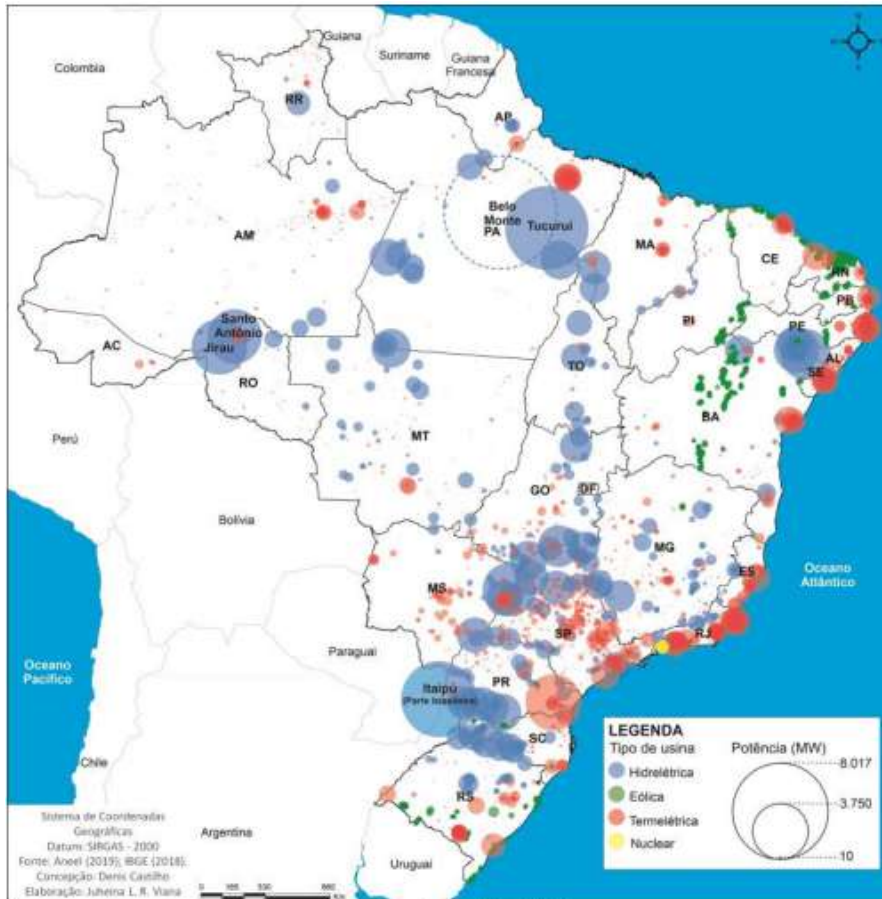 Guiana
Suriname
Guiana
Francesa
Colombia
RR
AP
Belo
Monte
PA
Tucuruí
AM
MA
CE
RN
PB
PI
PE
AL
SE
Santo
Antônio
Jirau
AC
RO
TO
BA
MT
Perú
GO
DF
Bolívia
MG
ES
Oceano
Atlântico
MS
SP
RJ
Paraguai
Oceano
Pacífico
Itaipú
(Parte brasileira)
PR
SC
Chile
RS
Argentina
Uruguai
LEGENDA
Tipo de usina
Hidrelétrica
Eólica
Termelétrica
Nuclear
Potência (MW)
8.017
3.750
10
Sistema de Coordenadas
Geográficas
Datum: SIRGAS - 2000
Fonte: Aneel (2019); IBGE (2018).
Concepção: Denis Castilho
Elaboração: Juheina L. R. Viana
0